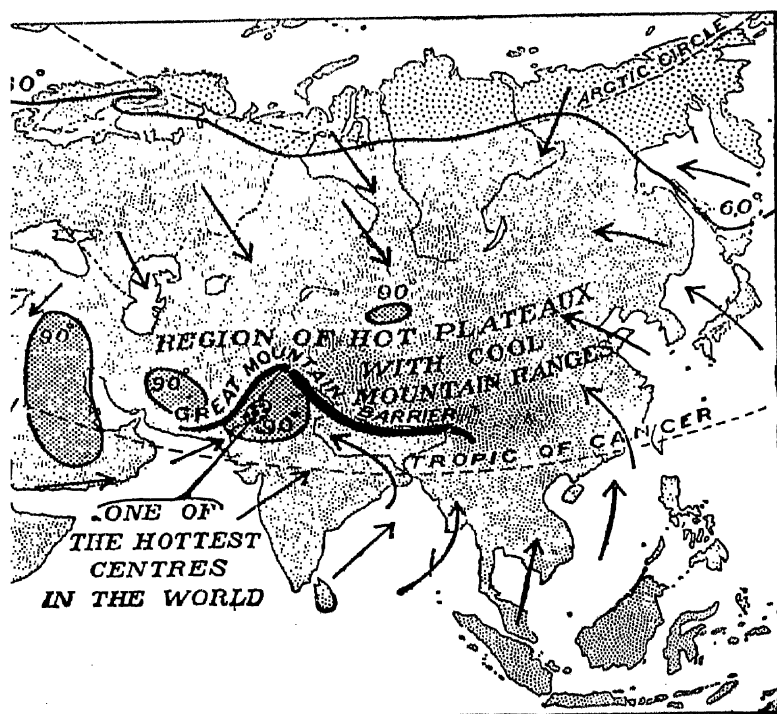 ARCTIC CIRCLE
60°
90°
REGION OF HOT PLATEAUX
WITH COOL
MOUNTAIN RANGES
90°
90°
GREAT MOUNTAIN BARRIER
90°
TROPIC OF CANCER
ONE OF
THE HOTTEST
CENTRES
IN THE WORLD